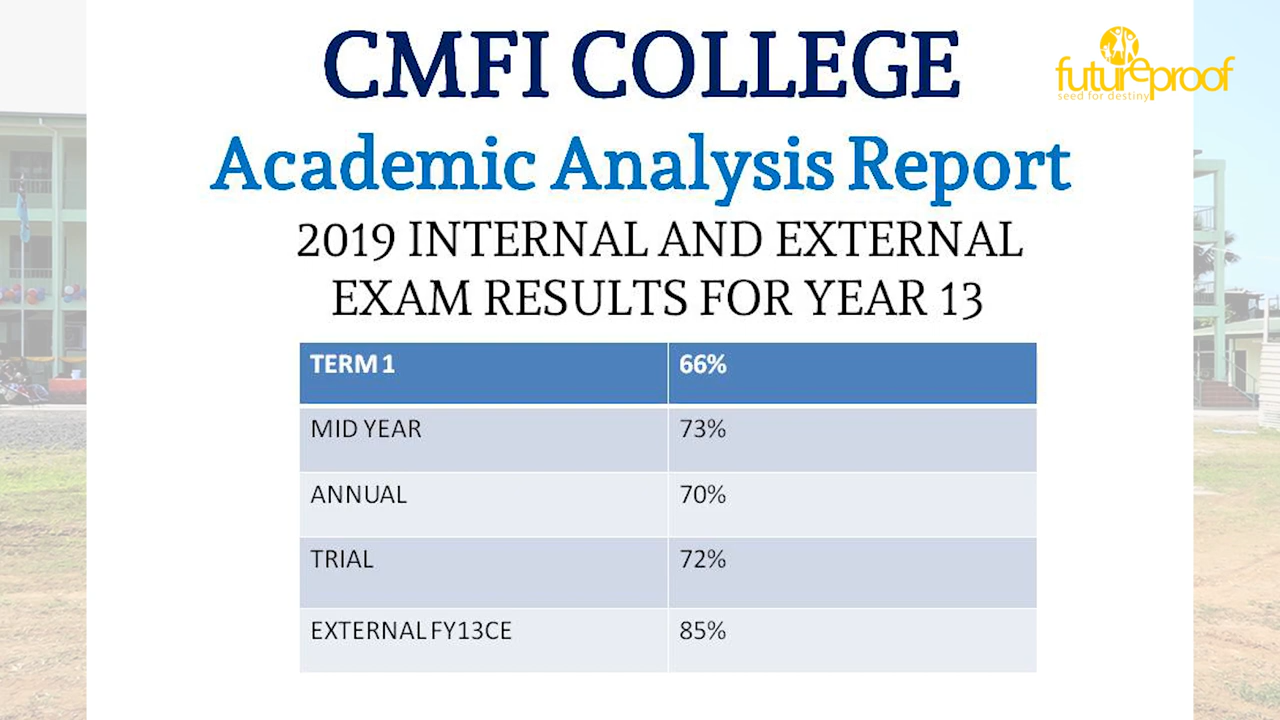 CMFI COLLEGE
futureproof
seed for destiny
Academic Analysis Report
2019 INTERNAL AND EXTERNAL
EXAM RESULTS FOR YEAR 13
TERM 1 66%
MID YEAR 73%
ANNUAL 70%
TRIAL 72%
EXTERNAL FY13CE 85%